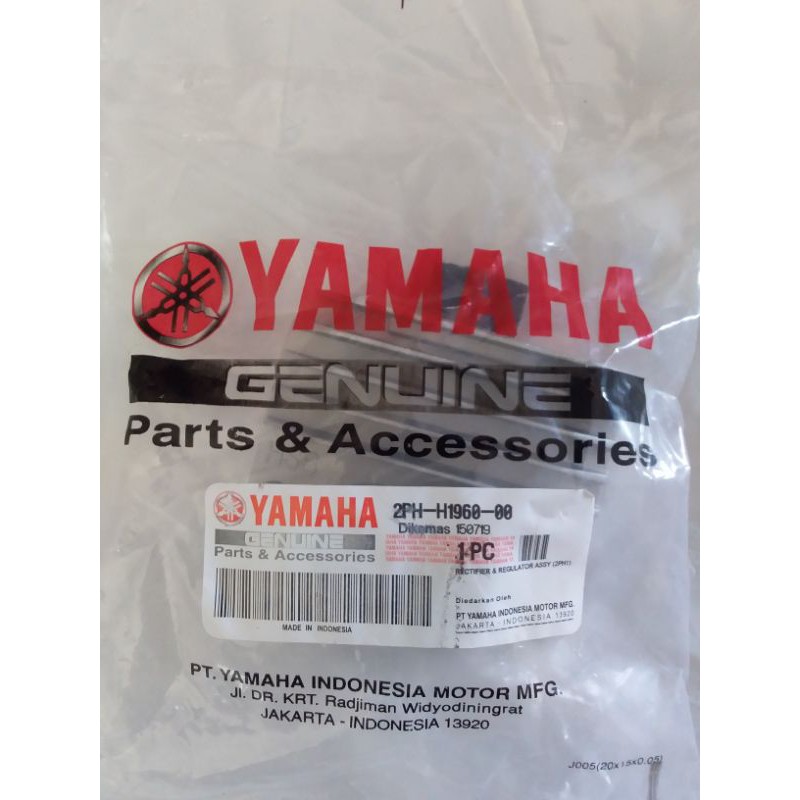 YAMAHA
GENUINE
Parts & Accessories
YAMAHA 2PH-H1960-00
GENUINE Dikemas 150719
Parts & Accessories 1 PC
RECTIFIER & REGULATOR ASSY (2PH1)
Diedarkan Oleh
PT YAMAHA INDONESIA MOTOR MFG.
JAKARTA - INDONESIA 13920
MADE IN INDONESIA
PT. YAMAHA INDONESIA MOTOR MFG.
Jl. DR. KRT. Radjiman Widyodiningrat
JAKARTA - INDONESIA 13920
J005(20x15x0.05)